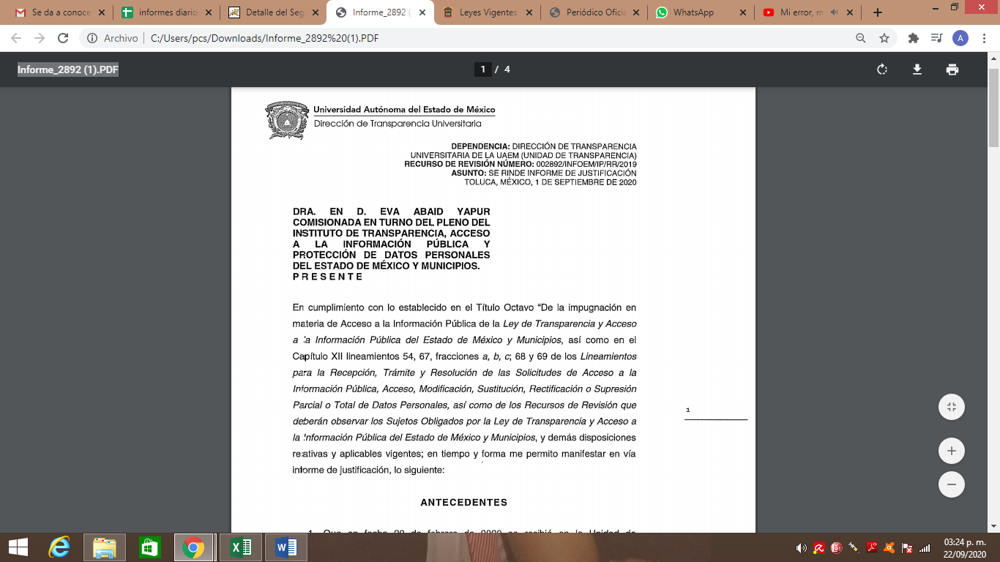 Se da a conoce
informes diario
Detalle del Seg
Informe_2892 (
Leyes Vigentes
Periódico Oficia
WhatsApp
Mi error, m
Archivo
C:/Users/pcs/Downloads/Informe_2892%20(1).PDF
A
Informe_2892 (1).PDF
1 / 4
Universidad Autónoma del Estado de México
Dirección de Transparencia Universitaria
DEPENDENCIA: DIRECCIÓN DE TRANSPARENCIA
UNIVERSITARIA DE LA UAEM (UNIDAD DE TRANSPARENCIA)
RECURSO DE REVISIÓN NÚMERO: 002892/INFOEM/IP/RR/2019
ASUNTO: SE RINDE INFORME DE JUSTIFICACIÓN
TOLUCA, MÉXICO, 1 DE SEPTIEMBRE DE 2020
DRA. EN D. EVA ABAID YAPUR
COMISIONADA EN TURNO DEL PLENO DEL
INSTITUTO DE TRANSPARENCIA, ACCESO
A LA INFORMACIÓN PÚBLICA Y
PROTECCIÓN DE DATOS PERSONALES
DEL ESTADO DE MÉXICO Y MUNICIPIOS.
P R E S E N T E
En cumplimiento con lo establecido en el Título Octavo “De la impugnación en
materia de Acceso a la Información Pública de la Ley de Transparencia y Acceso
a la Información Pública del Estado de México y Municipios, así como en el
Capítulo XII lineamientos 54, 67, fracciones a, b, c; 68 y 69 de los Lineamientos
para la Recepción, Trámite y Resolución de las Solicitudes de Acceso a la
Información Pública, Acceso, Modificación, Sustitución, Rectificación o Supresión
Parcial o Total de Datos Personales, así como de los Recursos de Revisión que
deberán observar los Sujetos Obligados por la Ley de Transparencia y Acceso a
la Información Pública del Estado de México y Municipios, y demás disposiciones
relativas y aplicables vigentes; en tiempo y forma me permito manifestar en vía
informe de justificación, lo siguiente:
1
ANTECEDENTES
1. Que en fecha 20 de febrero de 2020 se recibió en la Unidad de
03:24 p. m.
22/09/2020